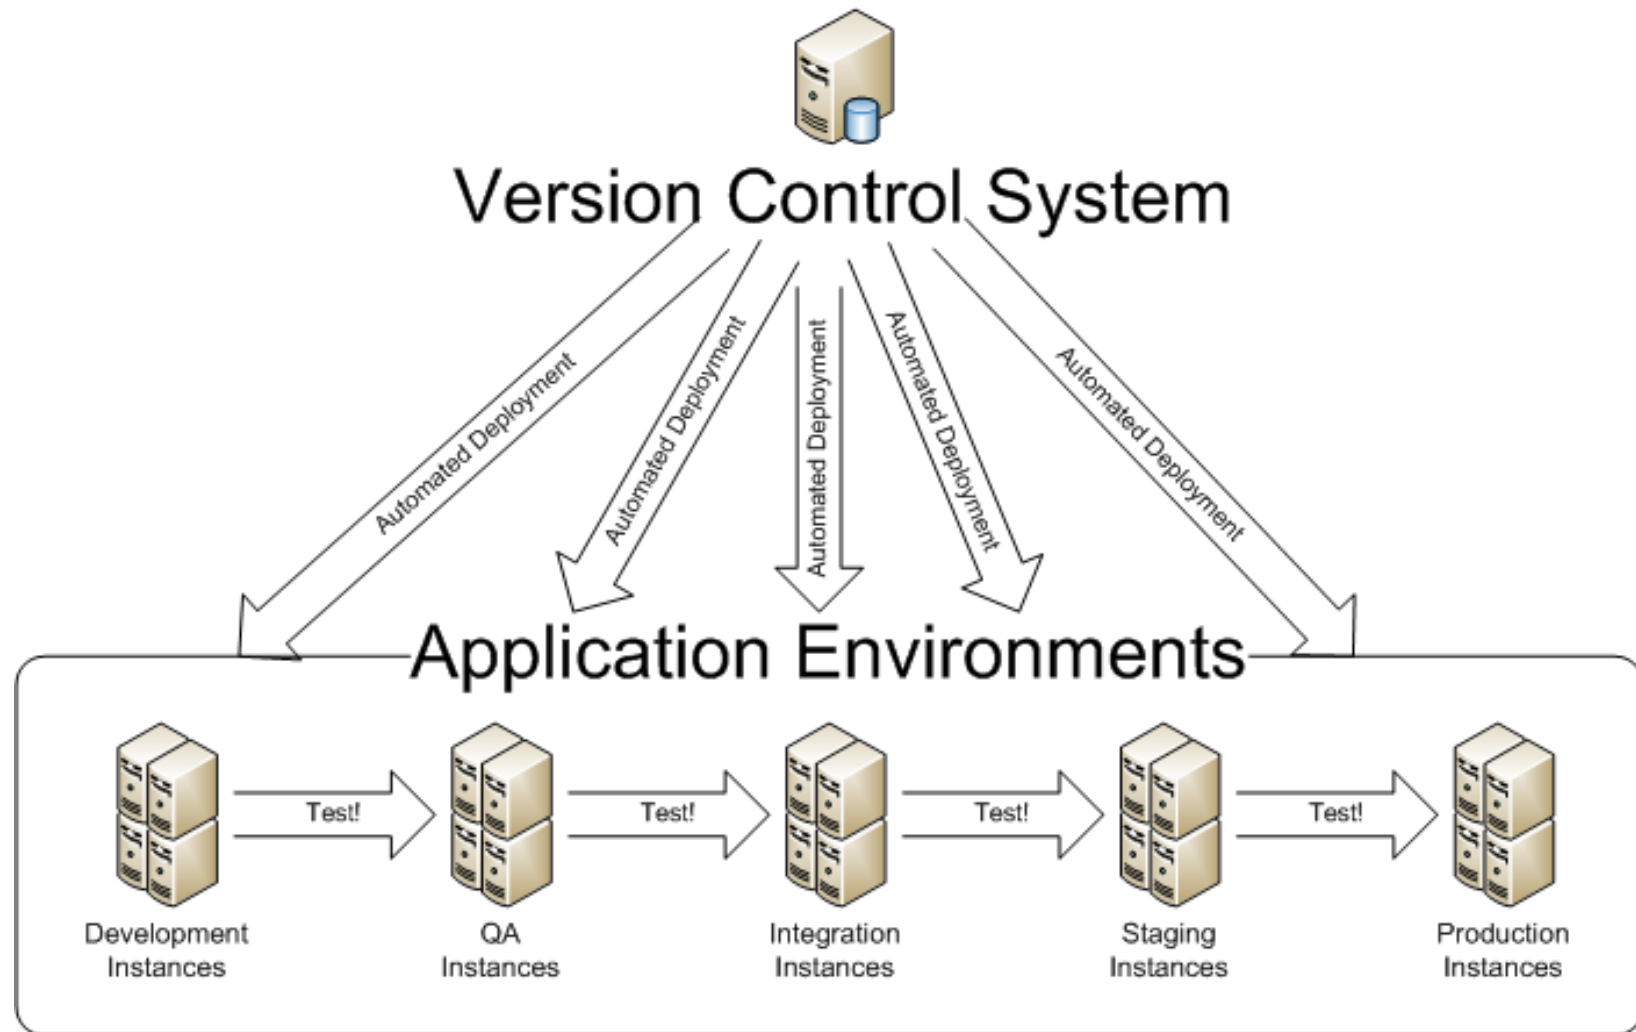 Version Control System
Automated Deployment
Automated Deployment
Automated Deployment
Automated Deployment
Automated Deployment
Application Environments
Test!
Test!
Test!
Test!
Development
Instances
QA
Instances
Integration
Instances
Staging
Instances
Production
Instances